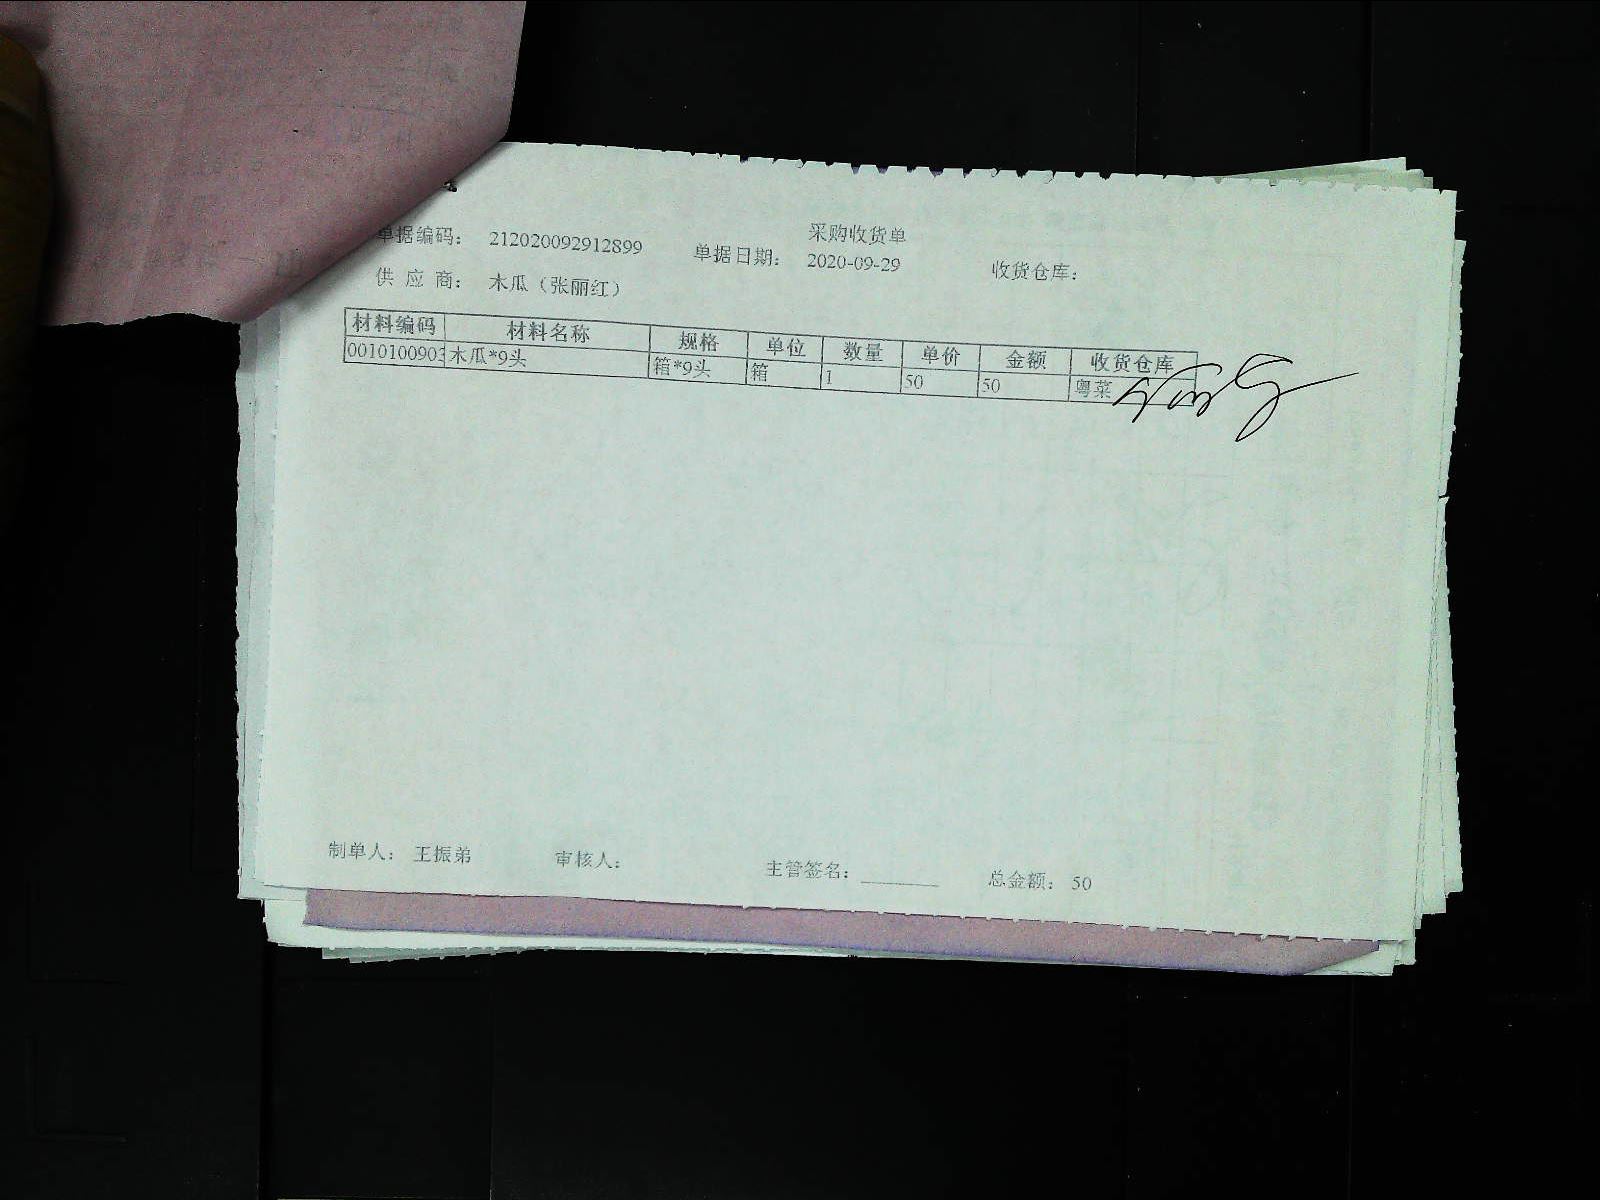 采购收货单
单据编码： 212020092912899 单据日期： 2020-09-29 收货仓库：
供 应 商： 木瓜（张丽红）
材料编码 材料名称 规格 单位 数量 单价 金额 收货仓库
0010100903 木瓜*9头 箱*9头 箱 1 50 50 粤菜
制单人： 王振弟 审核人： 主管签名：________ 总金额： 50